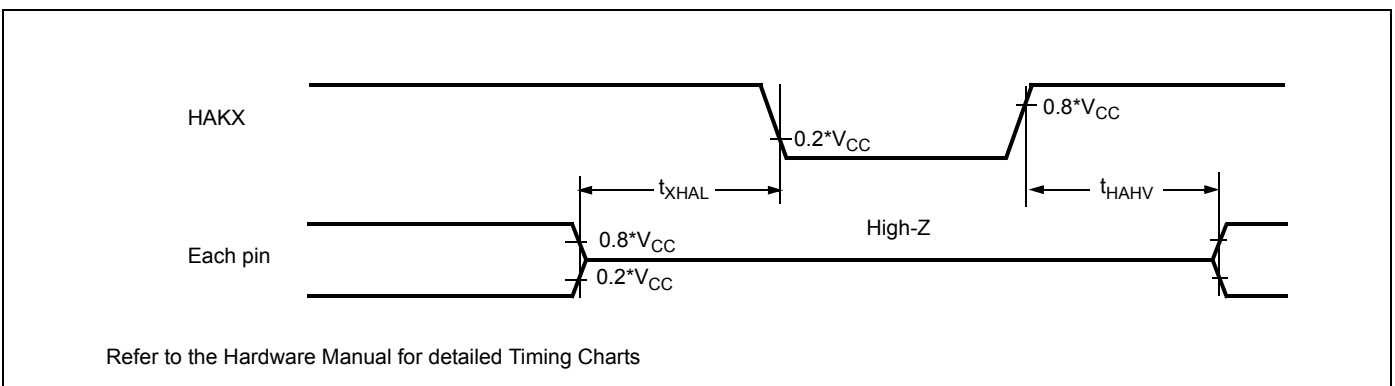 HAKX
0.2*VCC
0.8*VCC
tXHAL
tHAHV
High-Z
Each pin
0.8*VCC
0.2*VCC
Refer to the Hardware Manual for detailed Timing Charts